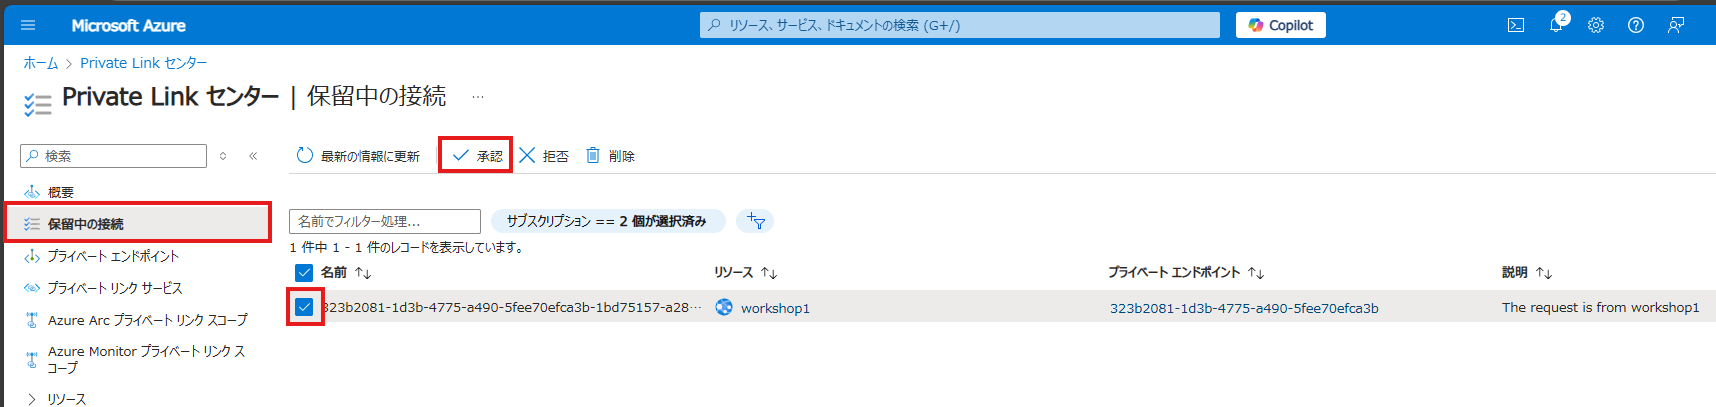 Microsoft Azure
リソース、サービス、ドキュメントの検索 (G+/)
Copilot
2
ホーム > Private Link センター
Private Link センター | 保留中の接続 …
検索
最新の情報に更新
承認
拒否
削除
概要
保留中の接続
プライベート エンドポイント
プライベート リンク サービス
Azure Arc プライベート リンク スコープ
Azure Monitor プライベート リンク ス
コープ
リソース
名前でフィルター処理...
サブスクリプション == 2 個が選択済み
1 件中 1 - 1 件のレコードを表示しています。
名前 リソース プライベート エンドポイント 説明
323b2081-1d3b-4775-a490-5fee70efca3b-1bd75157-a28… workshop1 323b2081-1d3b-4775-a490-5fee70efca3b The request is from workshop1